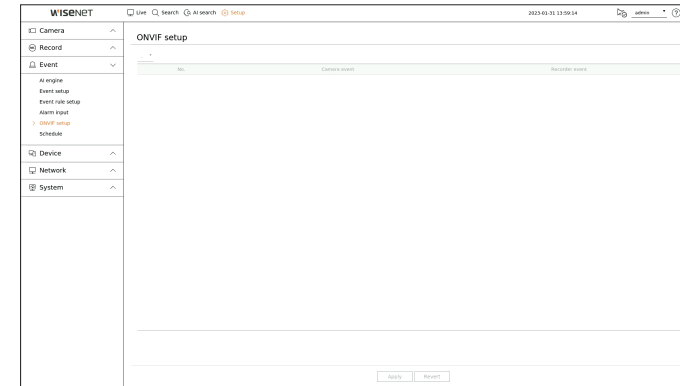 WISENET
Live Search AI search Setup 2023-01-31 13:59:14 admin
Camera
Record
Event
AI engine
Event setup
Event rule setup
Alarm input
ONVIF setup
Schedule
Device
Network
System
ONVIF setup
No. Camera event Recorder event
Apply Revert